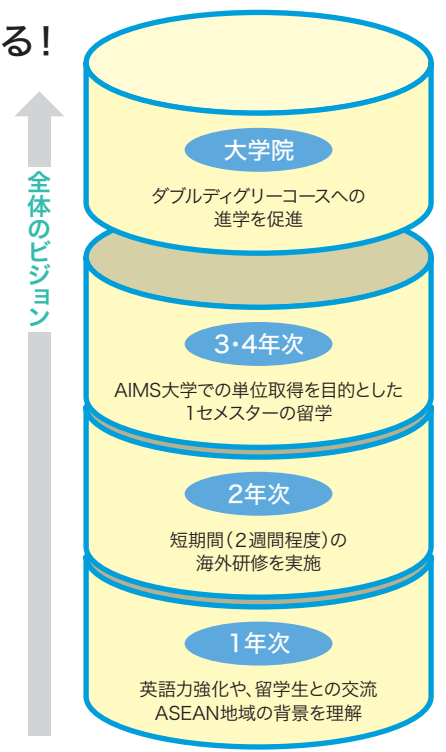 る!
全体のビジョン
大学院
ダブルディグリーコースへの
進学を促進
3・4年次
AIMS大学での単位取得を目的とした
1セメスターの留学
2年次
短期間(2週間程度)の
海外研修を実施
1年次
英語力強化や、留学生との交流
ASEAN地域の背景を理解